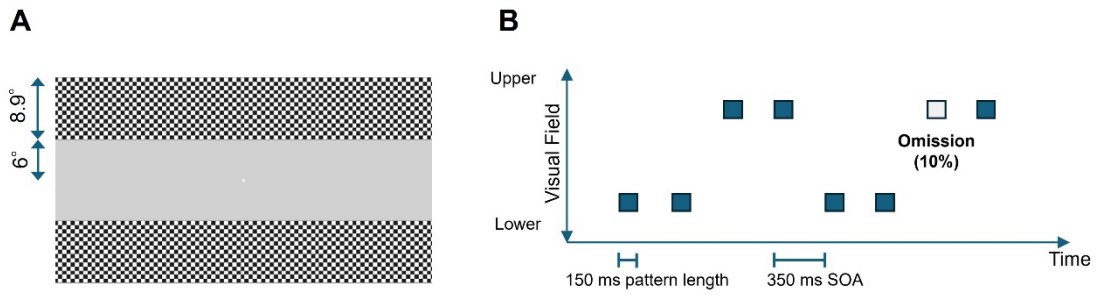 A
8.9°
6°
B
Upper
Visual Field
Omission
(10%)
Lower
Time
150 ms pattern length
350 ms SOA